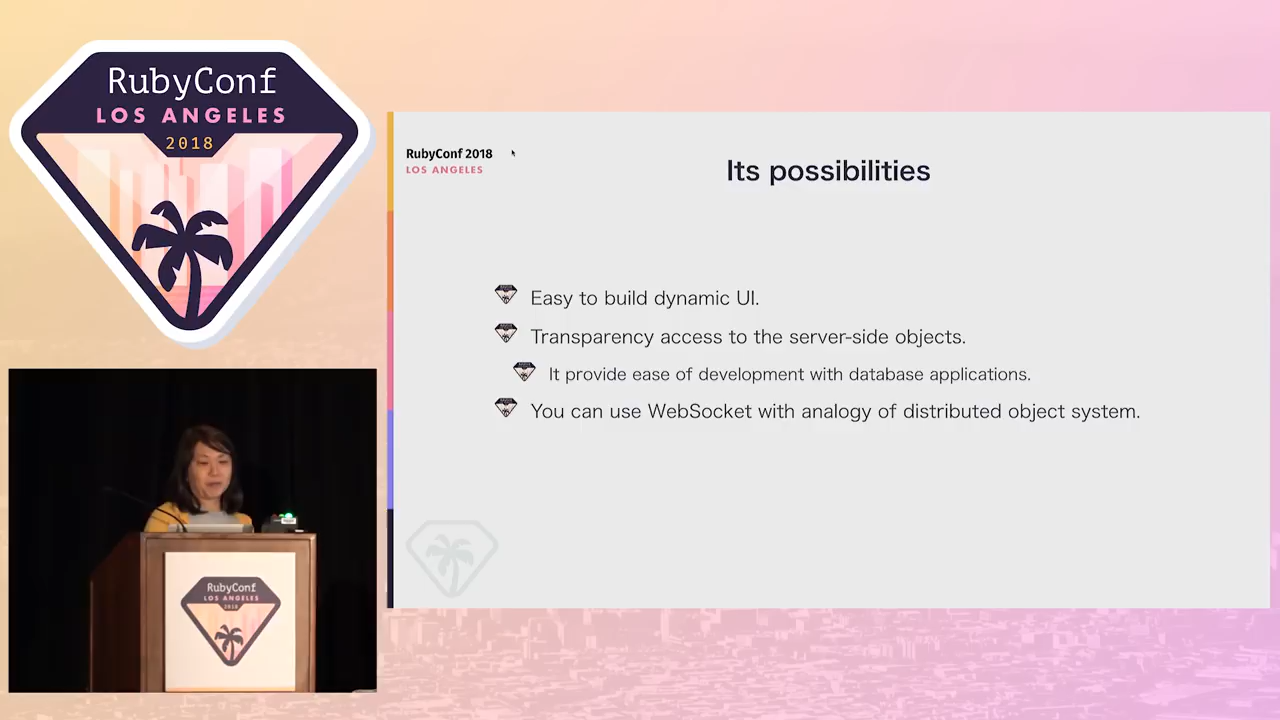 RubyConf
LOS ANGELES
2018
RubyConf 2018
LOS ANGELES
Its possibilities
Easy to build dynamic UI.
Transparency access to the server-side objects.
It provide ease of development with database applications.
You can use WebSocket with analogy of distributed object system.
RubyConf
LOS ANGELES
2018